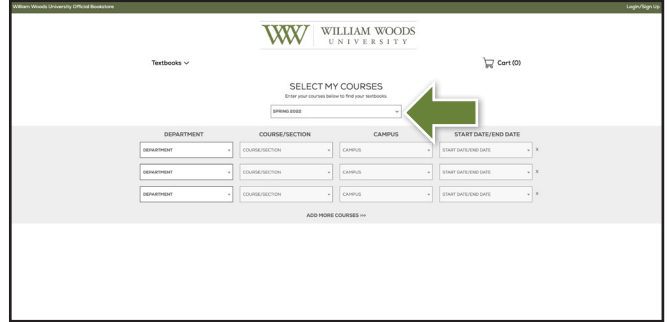 William Woods University Official Bookstore
Login/Sign Up
WILLIAM WOODS
UNIVERSITY
Textbooks
Cart (0)
SELECT MY COURSES
Enter your courses below to find your textbooks
SPRING 2022
DEPARTMENT COURSE/SECTION CAMPUS START DATE/END DATE
DEPARTMENT COURSE/SECTION CAMPUS START DATE/END DATE X
DEPARTMENT COURSE/SECTION CAMPUS START DATE/END DATE X
DEPARTMENT COURSE/SECTION CAMPUS START DATE/END DATE X
ADD MORE COURSES >>